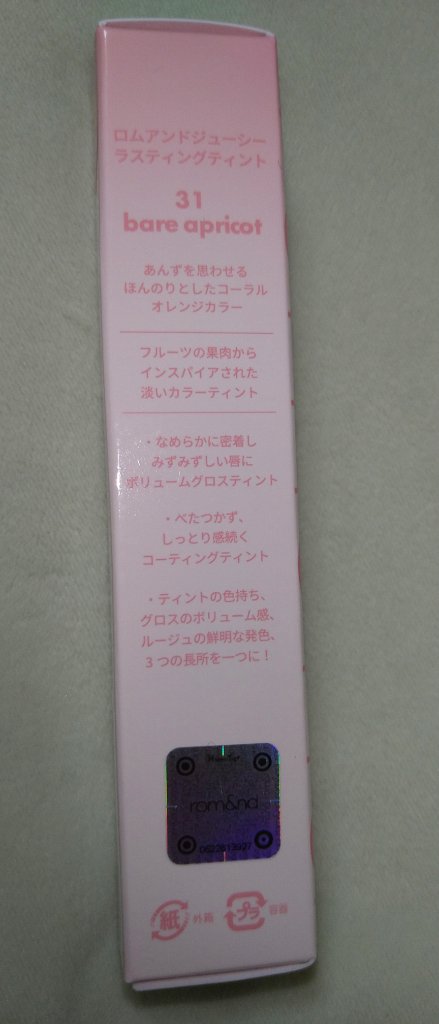 ロムアンドジューシー
ラスティングティント
31
bare apricot
あんずを思わせる
ほんのりとしたコーラル
オレンジカラー
フルーツの果肉から
インスパイアされた
淡いカラーティント
・なめらかに密着し
みずみずしい唇に
ボリュームグロスティント
・べたつかず、
しっとり感続く
コーティングティント
・ティントの色持ち、
グロスのボリューム感、
ルージュの鮮明な発色、
3つの長所を一つに！
rom&nd
紙 外箱 プラ 容器